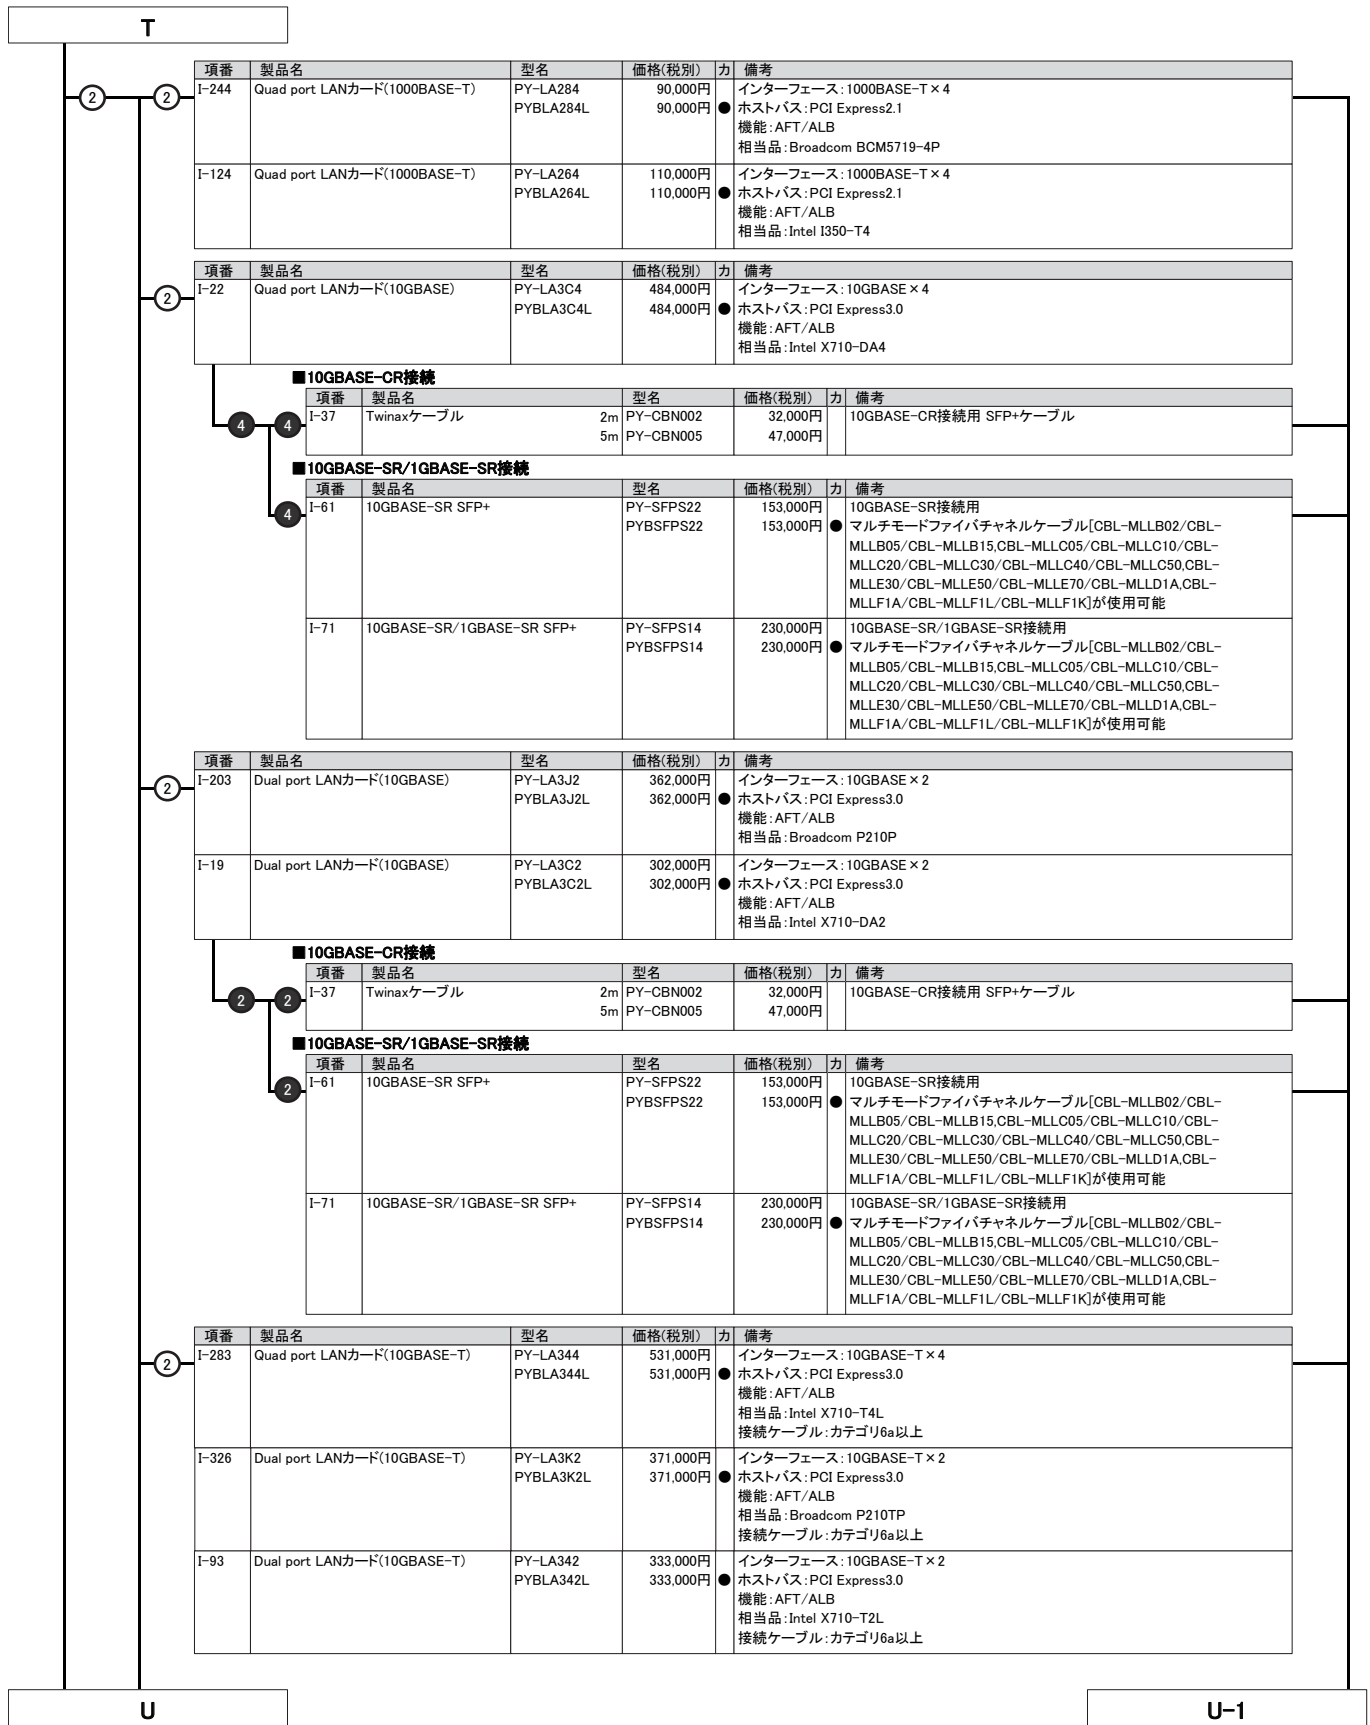 T
項番 製品名 型名 価格(税別) カ 備考
2 2 I-244 Quad port LANカード(1000BASE-T) PY-LA284 90,000円 インターフェース:1000BASE-T×4
PYBLA284L 90,000円 ● ホストバス:PCI Express2.1
機能:AFT/ALB
相当品:Broadcom BCM5719-4P
I-124 Quad port LANカード(1000BASE-T) PY-LA264 110,000円 インターフェース:1000BASE-T×4
PYBLA264L 110,000円 ● ホストバス:PCI Express2.1
機能:AFT/ALB
相当品:Intel I350-T4
項番 製品名 型名 価格(税別) カ 備考
2 I-22 Quad port LANカード(10GBASE) PY-LA3C4 484,000円 インターフェース:10GBASE×4
PYBLA3C4L 484,000円 ● ホストバス:PCI Express3.0
機能:AFT/ALB
相当品:Intel X710-DA4
■10GBASE-CR接続
項番 製品名 型名 価格(税別) カ 備考
4 4 I-37 Twinaxケーブル 2m PY-CBN002 32,000円 10GBASE-CR接続用 SFP+ケーブル
5m PY-CBN005 47,000円
■10GBASE-SR/1GBASE-SR接続
項番 製品名 型名 価格(税別) カ 備考
4 I-61 10GBASE-SR SFP+ PY-SFPS22 153,000円 10GBASE-SR接続用
PYBSFPS22 153,000円 ● マルチモードファイバチャネルケーブル[CBL-MLLB02/CBL-
MLLB05/CBL-MLLB15,CBL-MLLC05/CBL-MLLC10/CBL-
MLLC20/CBL-MLLC30/CBL-MLLC40/CBL-MLLC50,CBL-
MLLE30/CBL-MLLE50/CBL-MLLE70/CBL-MLLD1A,CBL-
MLLF1A/CBL-MLLF1L/CBL-MLLF1K]が使用可能
I-71 10GBASE-SR/1GBASE-SR SFP+ PY-SFPS14 230,000円 10GBASE-SR/1GBASE-SR接続用
PYBSFPS14 230,000円 ● マルチモードファイバチャネルケーブル[CBL-MLLB02/CBL-
MLLB05/CBL-MLLB15,CBL-MLLC05/CBL-MLLC10/CBL-
MLLC20/CBL-MLLC30/CBL-MLLC40/CBL-MLLC50,CBL-
MLLE30/CBL-MLLE50/CBL-MLLE70/CBL-MLLD1A,CBL-
MLLF1A/CBL-MLLF1L/CBL-MLLF1K]が使用可能
項番 製品名 型名 価格(税別) カ 備考
2 I-203 Dual port LANカード(10GBASE) PY-LA3J2 362,000円 インターフェース:10GBASE×2
PYBLA3J2L 362,000円 ● ホストバス:PCI Express3.0
機能:AFT/ALB
相当品:Broadcom P210P
I-19 Dual port LANカード(10GBASE) PY-LA3C2 302,000円 インターフェース:10GBASE×2
PYBLA3C2L 302,000円 ● ホストバス:PCI Express3.0
機能:AFT/ALB
相当品:Intel X710-DA2
■10GBASE-CR接続
項番 製品名 型名 価格(税別) カ 備考
2 2 I-37 Twinaxケーブル 2m PY-CBN002 32,000円 10GBASE-CR接続用 SFP+ケーブル
5m PY-CBN005 47,000円
■10GBASE-SR/1GBASE-SR接続
項番 製品名 型名 価格(税別) カ 備考
2 I-61 10GBASE-SR SFP+ PY-SFPS22 153,000円 10GBASE-SR接続用
PYBSFPS22 153,000円 ● マルチモードファイバチャネルケーブル[CBL-MLLB02/CBL-
MLLB05/CBL-MLLB15,CBL-MLLC05/CBL-MLLC10/CBL-
MLLC20/CBL-MLLC30/CBL-MLLC40/CBL-MLLC50,CBL-
MLLE30/CBL-MLLE50/CBL-MLLE70/CBL-MLLD1A,CBL-
MLLF1A/CBL-MLLF1L/CBL-MLLF1K]が使用可能
I-71 10GBASE-SR/1GBASE-SR SFP+ PY-SFPS14 230,000円 10GBASE-SR/1GBASE-SR接続用
PYBSFPS14 230,000円 ● マルチモードファイバチャネルケーブル[CBL-MLLB02/CBL-
MLLB05/CBL-MLLB15,CBL-MLLC05/CBL-MLLC10/CBL-
MLLC20/CBL-MLLC30/CBL-MLLC40/CBL-MLLC50,CBL-
MLLE30/CBL-MLLE50/CBL-MLLE70/CBL-MLLD1A,CBL-
MLLF1A/CBL-MLLF1L/CBL-MLLF1K]が使用可能
項番 製品名 型名 価格(税別) カ 備考
2 I-283 Quad port LANカード(10GBASE-T) PY-LA344 531,000円 インターフェース:10GBASE-T×4
PYBLA344L 531,000円 ● ホストバス:PCI Express3.0
機能:AFT/ALB
相当品:Intel X710-T4L
接続ケーブル:カテゴリ6a以上
I-326 Dual port LANカード(10GBASE-T) PY-LA3K2 371,000円 インターフェース:10GBASE-T×2
PYBLA3K2L 371,000円 ● ホストバス:PCI Express3.0
機能:AFT/ALB
相当品:Broadcom P210TP
接続ケーブル:カテゴリ6a以上
I-93 Dual port LANカード(10GBASE-T) PY-LA342 333,000円 インターフェース:10GBASE-T×2
PYBLA342L 333,000円 ● ホストバス:PCI Express3.0
機能:AFT/ALB
相当品:Intel X710-T2L
接続ケーブル:カテゴリ6a以上
U U-1